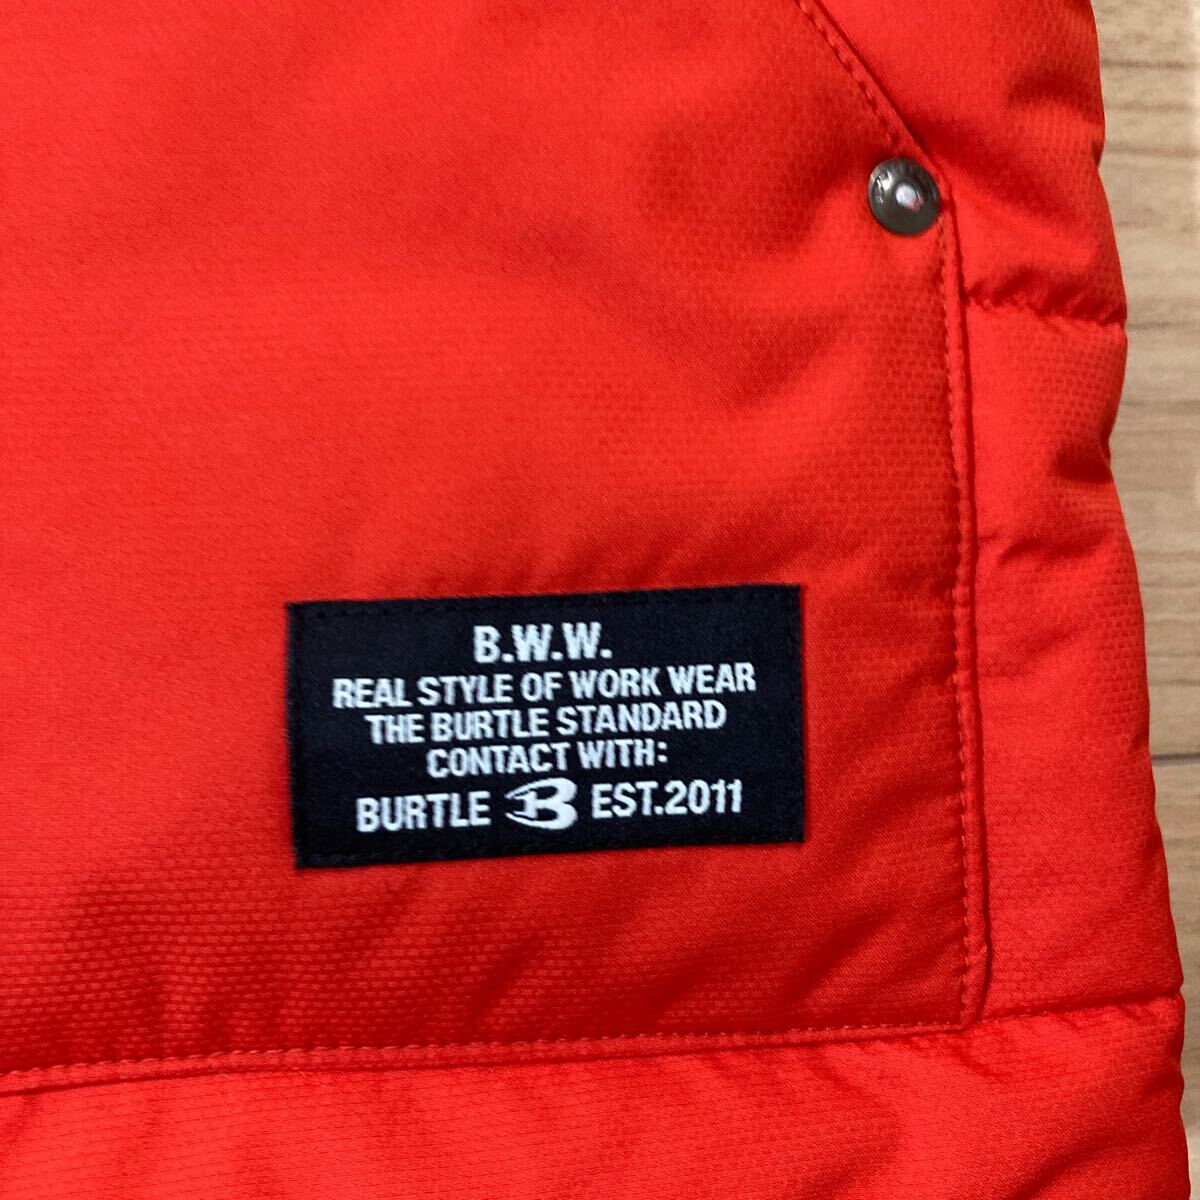 B.W.W.
REAL STYLE OF WORK WEAR
THE BURTLE STANDARD
CONTACT WITH:
BURTLE B EST.2011